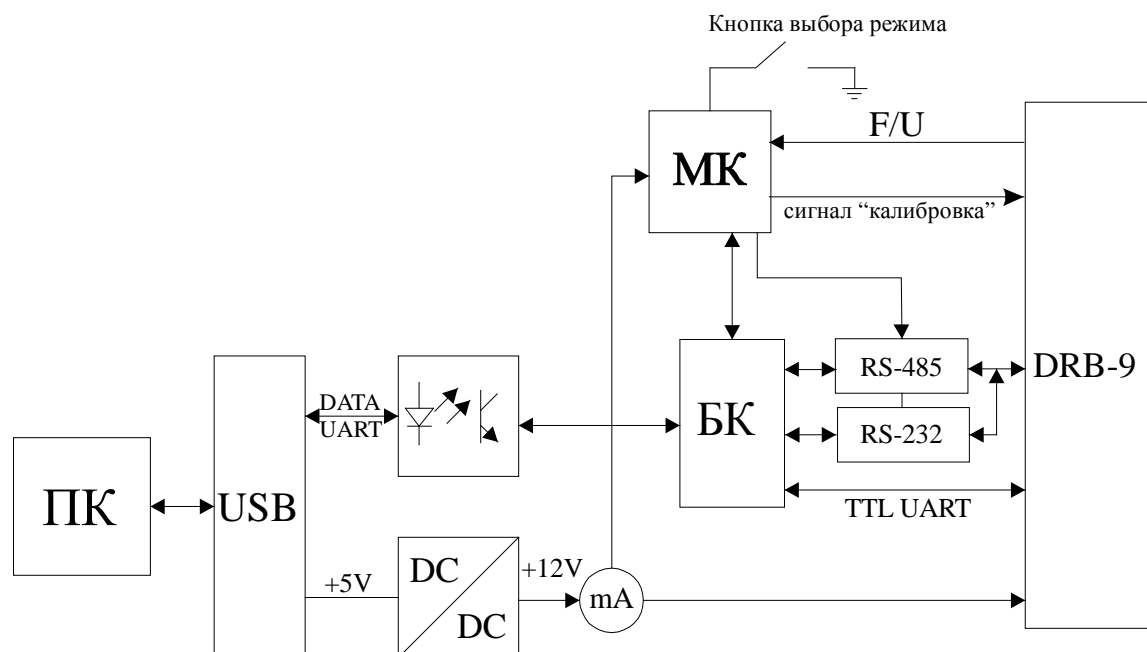 Кнопка выбора режима
F/U
МК
сигнал “калибровка”
RS-485
DRB-9
DATA
UART
БК
RS-232
ПК
USB
TTL UART
+5V
DC
DC
+12V
mA